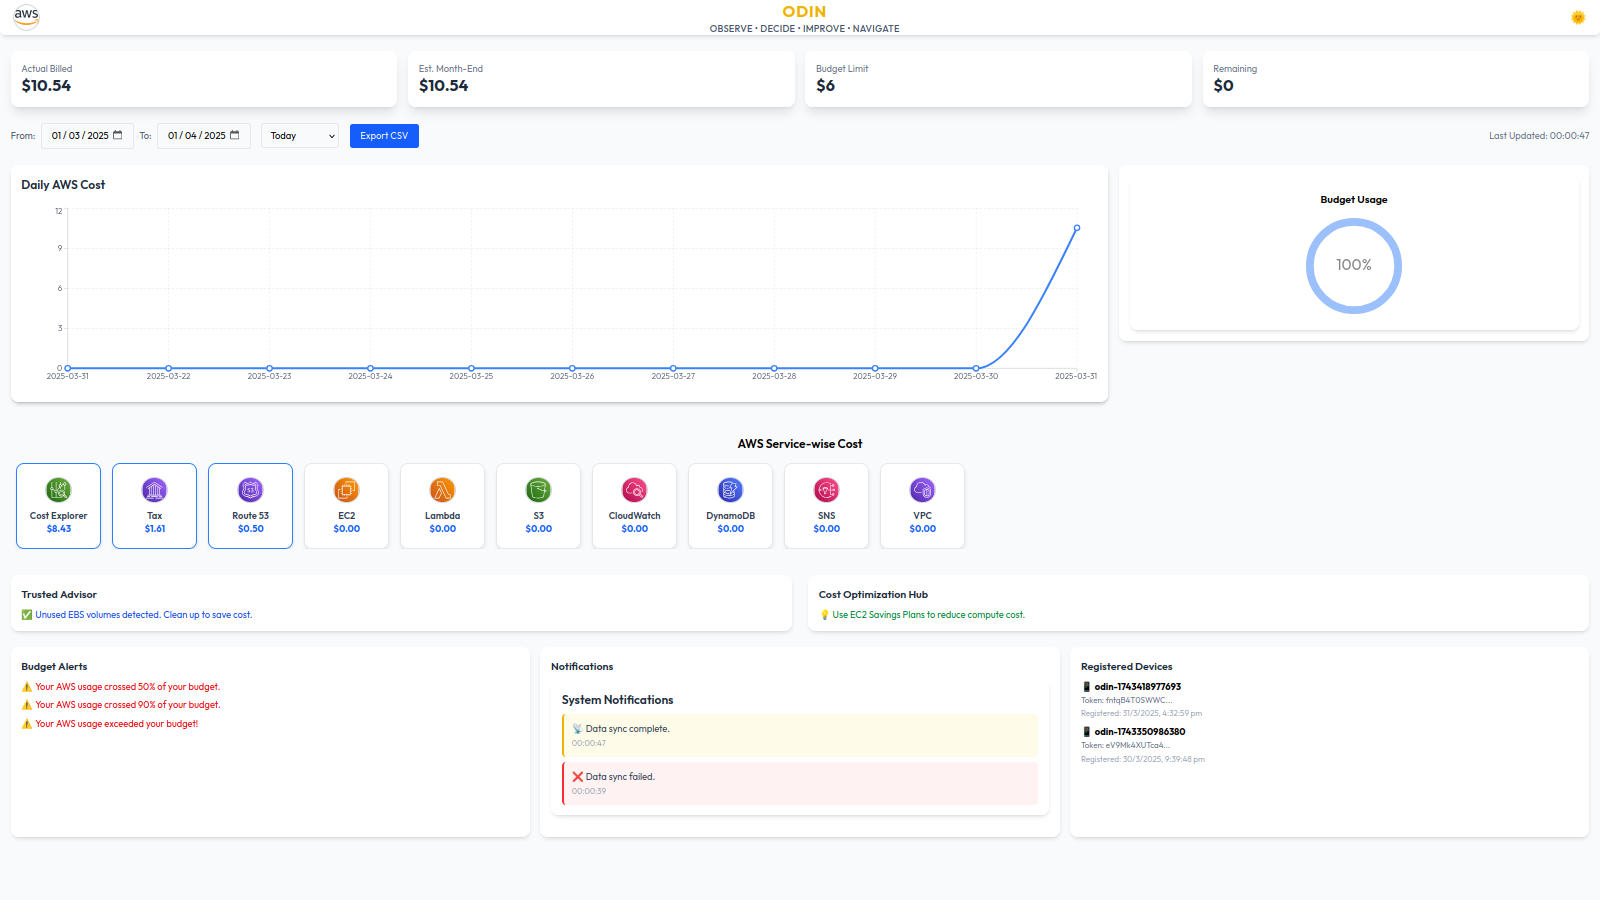 aws
ODIN
OBSERVE • DECIDE • IMPROVE • NAVIGATE
Actual Billed
$10.54
Est. Month-End
$10.54
Budget Limit
$6
Remaining
$0
From: 01 / 03 / 2025 To: 01 / 04 / 2025 Today Export CSV Last Updated: 00:00:47
Daily AWS Cost
12
9
6
3
0
2025-03-31 2025-03-22 2025-03-23 2025-03-24 2025-03-25 2025-03-26 2025-03-27 2025-03-28 2025-03-29 2025-03-30 2025-03-31
Budget Usage
100%
AWS Service-wise Cost
Cost Explorer
$8.43
Tax
$1.61
Route 53
$0.50
EC2
$0.00
Lambda
$0.00
S3
$0.00
CloudWatch
$0.00
DynamoDB
$0.00
SNS
$0.00
VPC
$0.00
Trusted Advisor
✅ Unused EBS volumes detected. Clean up to save cost.
Cost Optimization Hub
💡 Use EC2 Savings Plans to reduce compute cost.
Budget Alerts
⚠️ Your AWS usage crossed 50% of your budget.
⚠️ Your AWS usage crossed 90% of your budget.
⚠️ Your AWS usage exceeded your budget!
Notifications
System Notifications
📡 Data sync complete.
00:00:47
❌ Data sync failed.
00:00:39
Registered Devices
📱 odin-1743418977693
Token: fntqB4T0SWWC...
Registered: 31/3/2025, 4:32:59 pm
📱 odin-1743350986380
Token: eV9Mk4XUTca4...
Registered: 30/3/2025, 9:39:48 pm